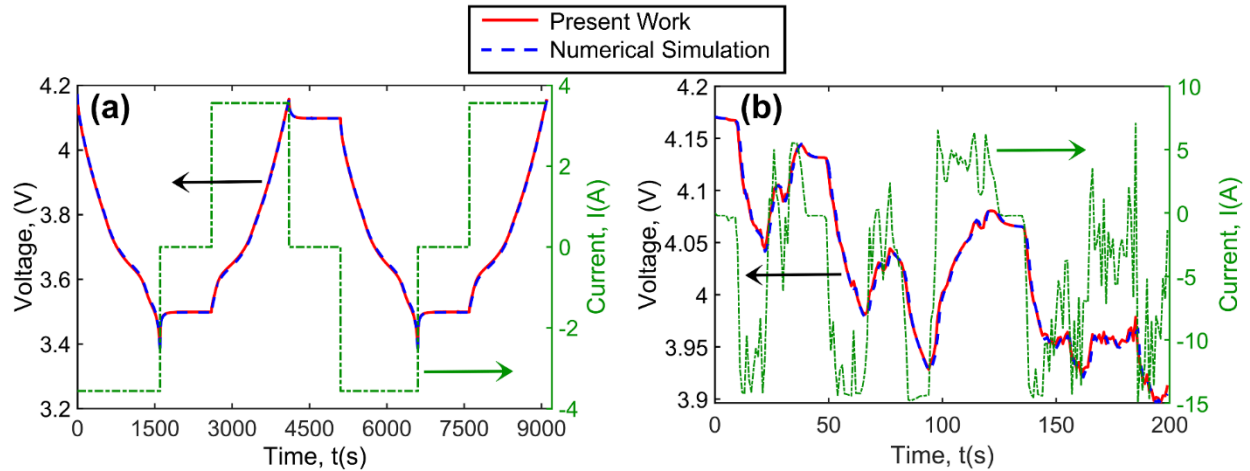 Present Work
Numerical Simulation
(a)
Voltage, (V)
4.2
4
3.8
3.6
3.4
3.2
0 1500 3000 4500 6000 7500 9000
Time, t(s)
4
2
0
-2
-4
Current, I(A)
(b)
Voltage, (V)
4.2
4.15
4.1
4.05
4
3.95
3.9
0 50 100 150 200
Time, t(s)
10
5
0
-5
-10
-15
Current, I(A)